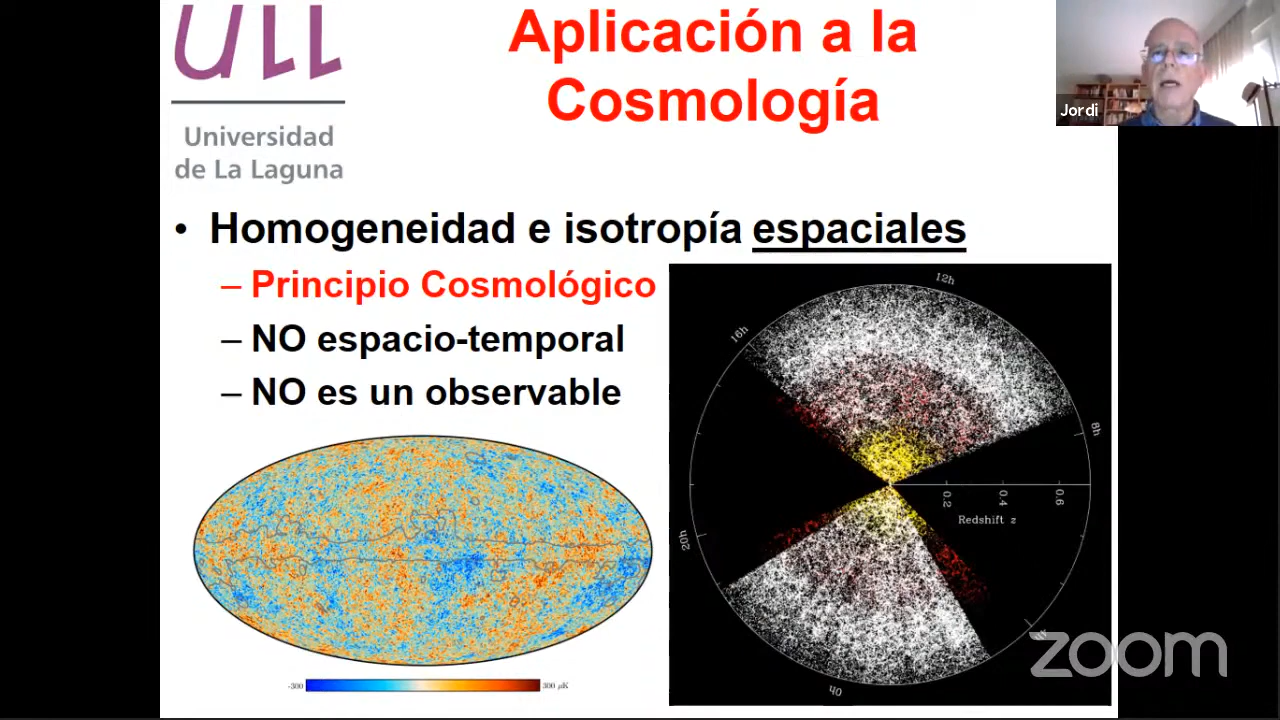 ULL
Universidad
de La Laguna
Aplicación a la
Cosmología
Jordi
• Homogeneidad e isotropía espaciales
– Principio Cosmológico
– NO espacio-temporal
– NO es un observable
12h
16h
8h
0.2
0.4
0.6
Redshift z
20h
0h
-300
300 μK
zoom